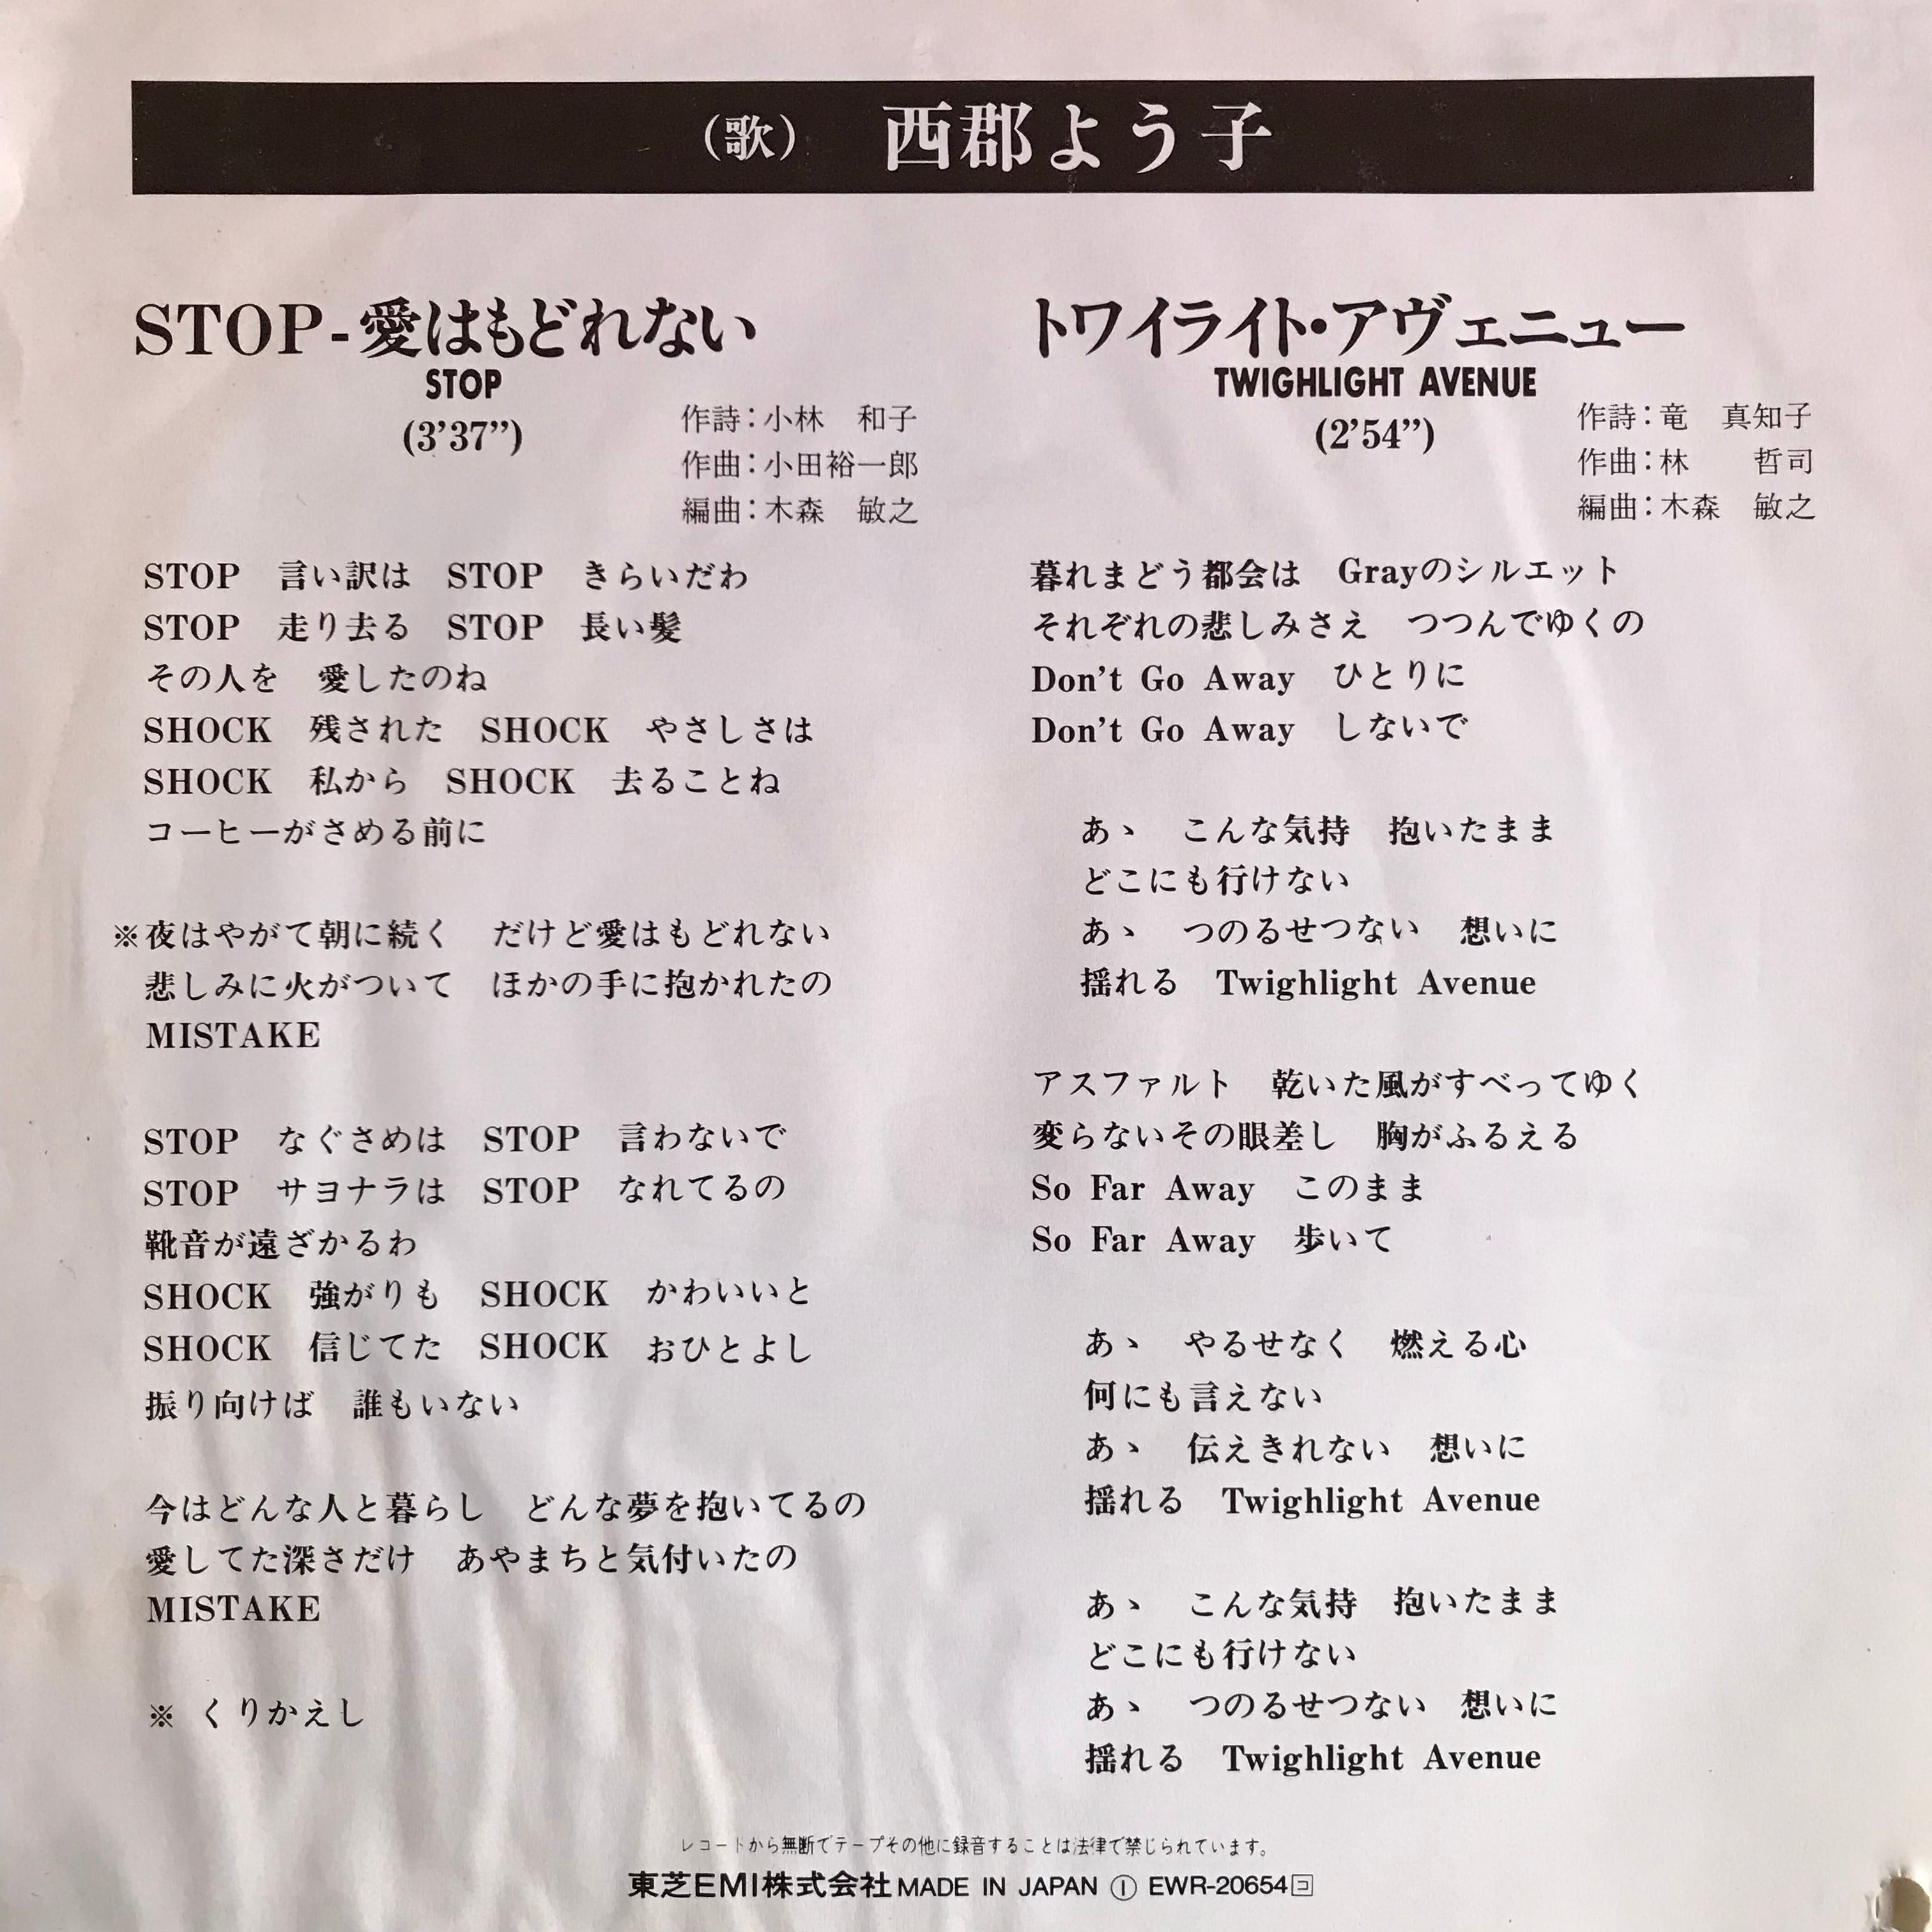 （歌）　西郡よう子
STOP-愛はもどれない
STOP
(3’37”)
作詩：小林　和子
作曲：小田裕一郎
編曲：木森　敏之
STOP　言い訳は　STOP　きらいだわ
STOP　走り去る　STOP　長い髪
その人を　愛したのね
SHOCK　残された　SHOCK　やさしさは
SHOCK　私から　SHOCK　去ることね
コーヒーがさめる前に
※夜はやがて朝に続く　だけど愛はもどれない
悲しみに火がついて　ほかの手に抱かれたの
MISTAKE
STOP　なぐさめは　STOP　言わないで
STOP　サヨナラは　STOP　なれてるの
靴音が遠ざかるわ
SHOCK　強がりも　SHOCK　かわいいと
SHOCK　信じてた　SHOCK　おひとよし
振り向けば　誰もいない
今はどんな人と暮らし　どんな夢を抱いてるの
愛してた深さだけ　あやまちと気付いたの
MISTAKE
※ くりかえし
トワイライト・アヴェニュー
TWIGHLIGHT AVENUE
(2’54”)
作詩：竜　真知子
作曲：林　　哲司
編曲：木森　敏之
暮れまどう都会は　Grayのシルエット
それぞれの悲しみさえ　つつんでゆくの
Don’t Go Away　ひとりに
Don’t Go Away　しないで
あゝ　こんな気持　抱いたまま
どこにも行けない
あゝ　つのるせつない　想いに
揺れる　Twighlight Avenue
アスファルト　乾いた風がすべってゆく
変らないその眼差し　胸がふるえる
So Far Away　このまま
So Far Away　歩いて
あゝ　やるせなく　燃える心
何にも言えない
あゝ　伝えきれない　想いに
揺れる　Twighlight Avenue
あゝ　こんな気持　抱いたまま
どこにも行けない
あゝ　つのるせつない　想いに
揺れる　Twighlight Avenue
レコードから無断でテープその他に録音することは法律で禁じられています。
東芝EMI株式会社 MADE IN JAPAN Ⓘ EWR-20654 コ